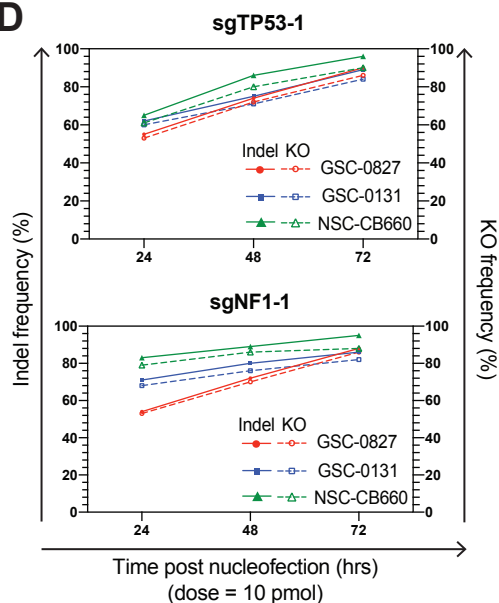 D
sgTP53-1
100
80
60
40
20
0
100
80
60
40
20
0
24 48 72
Indel KO
GSC-0827
GSC-0131
NSC-CB660
sgNF1-1
100
80
60
40
20
0
100
80
60
40
20
0
24 48 72
Indel KO
GSC-0827
GSC-0131
NSC-CB660
Indel frequency (%)
KO frequency (%)
Time post nucleofection (hrs)
(dose = 10 pmol)